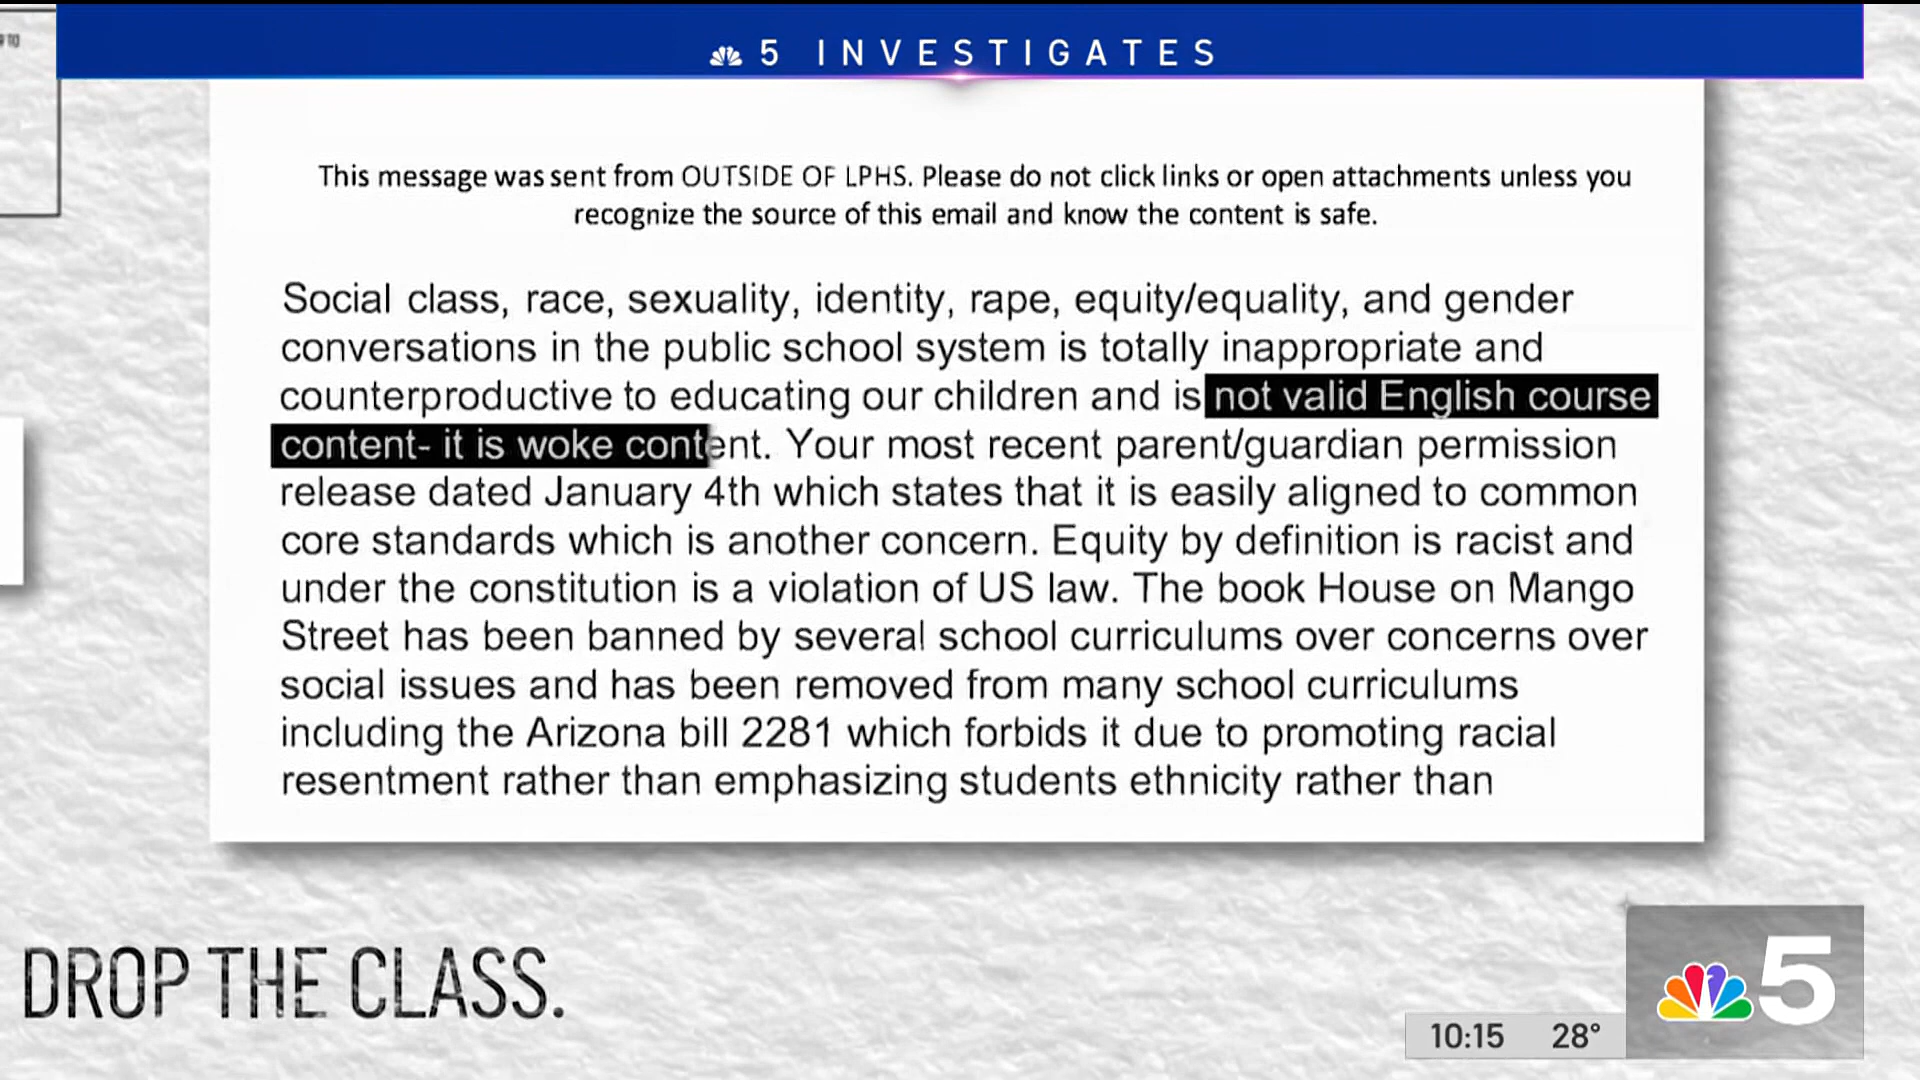 5 INVESTIGATES
This message was sent from OUTSIDE OF LPHS. Please do not click links or open attachments unless you
recognize the source of this email and know the content is safe.
Social class, race, sexuality, identity, rape, equity/equality, and gender
conversations in the public school system is totally inappropriate and
counterproductive to educating our children and is not valid English course
content- it is woke content. Your most recent parent/guardian permission
release dated January 4th which states that it is easily aligned to common
core standards which is another concern. Equity by definition is racist and
under the constitution is a violation of US law. The book House on Mango
Street has been banned by several school curriculums over concerns over
social issues and has been removed from many school curriculums
including the Arizona bill 2281 which forbids it due to promoting racial
resentment rather than emphasizing students ethnicity rather than
DROP THE CLASS.
5
10:15 28°